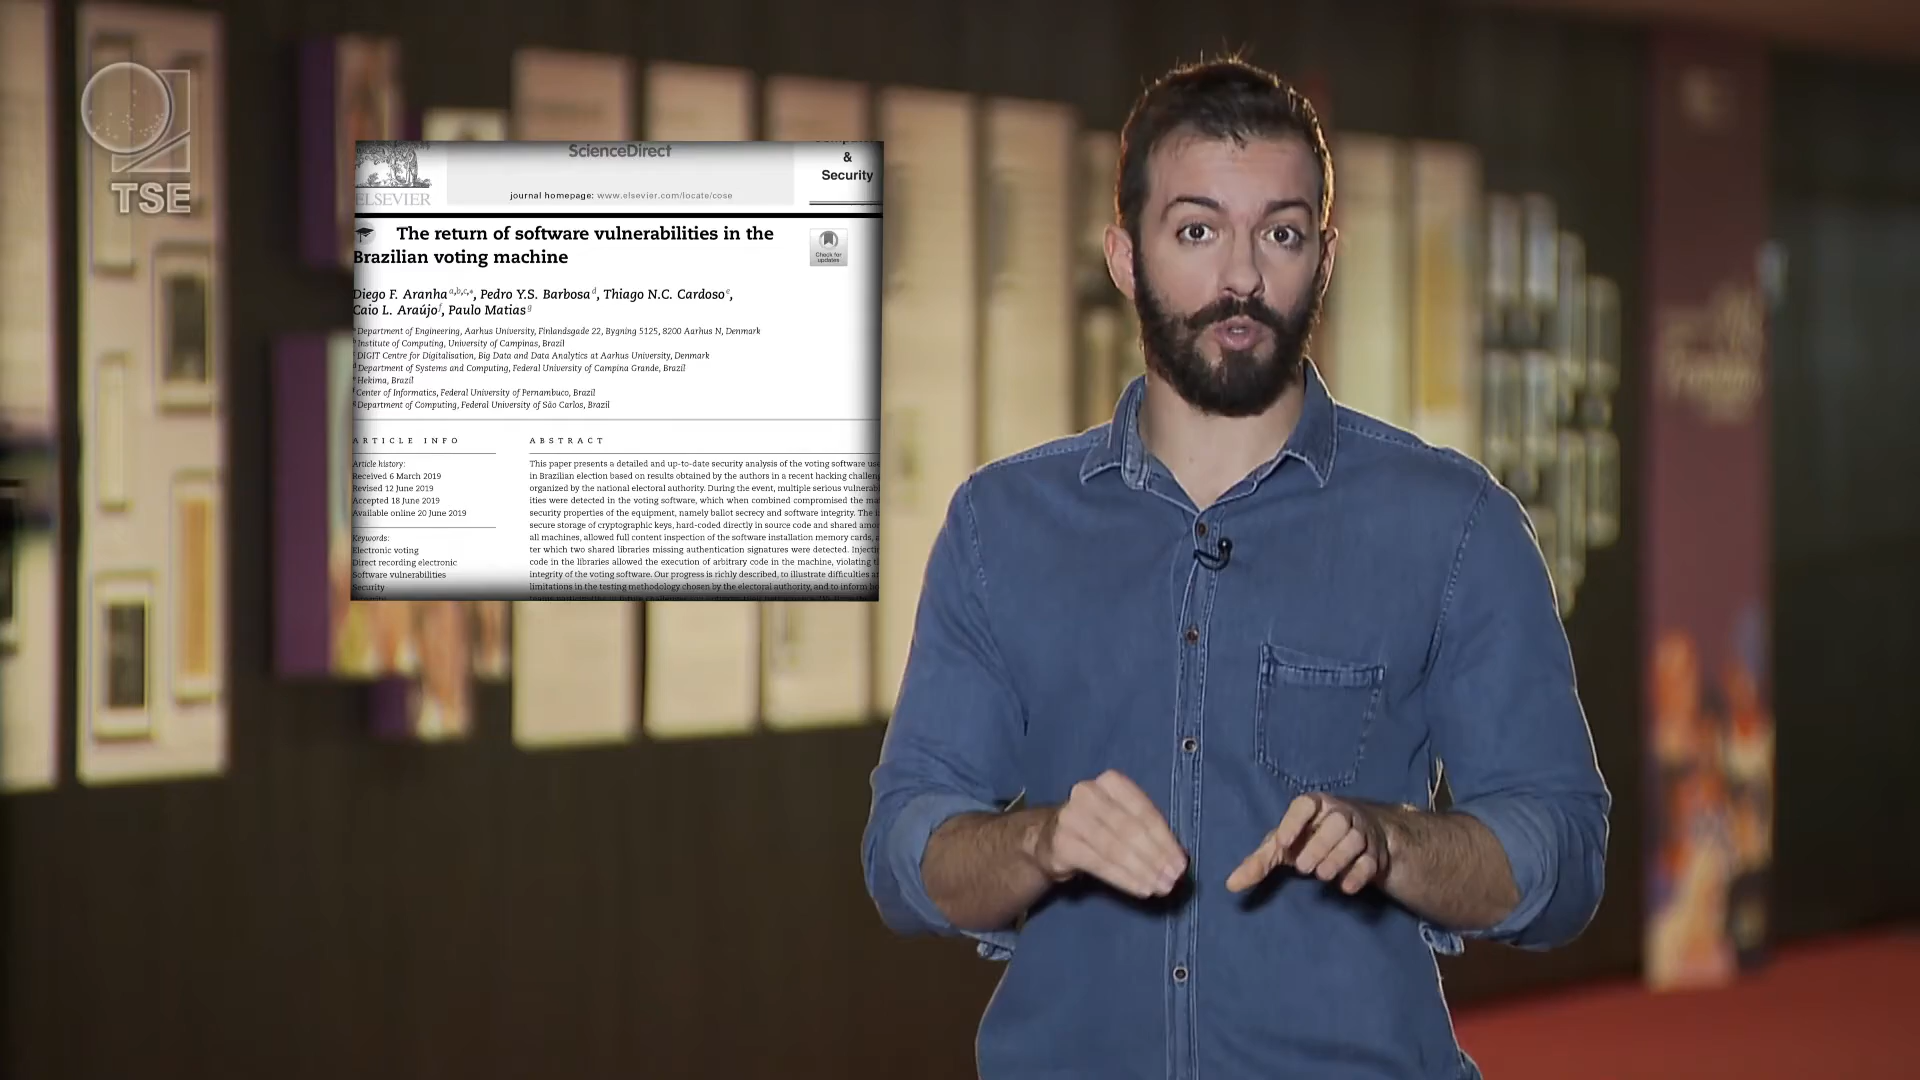 TSE
ScienceDirect
ELSEVIER
journal homepage: www.elsevier.com/locate/cose
&
Security
The return of software vulnerabilities in the
Brazilian voting machine
Check for
updates
Diego F. Aranha a,b,c,*, Pedro Y.S. Barbosa d, Thiago N.C. Cardoso e,
Caio L. Araújo f, Paulo Matias g
a Department of Engineering, Aarhus University, Finlandsgade 22, Bygning 5125, 8200 Aarhus N, Denmark
b Institute of Computing, University of Campinas, Brazil
c DIGIT Centre for Digitalisation, Big Data and Data Analytics at Aarhus University, Denmark
d Department of Systems and Computing, Federal University of Campina Grande, Brazil
e Hekima, Brazil
f Center of Informatics, Federal University of Pernambuco, Brazil
g Department of Computing, Federal University of São Carlos, Brazil
ARTICLE INFO
Article history:
Received 6 March 2019
Revised 12 June 2019
Accepted 18 June 2019
Available online 20 June 2019
Keywords:
Electronic voting
Direct recording electronic
Software vulnerabilities
Security
ABSTRACT
This paper presents a detailed and up-to-date security analysis of the voting software
in Brazilian election based on results obtained by the authors in a recent hacking
organized by the national electoral authority. During the event, multiple serious
ities were detected in the voting software, which when combined compromised the
security properties of the equipment, namely ballot secrecy and software integrity. The
secure storage of cryptographic keys, hard-coded directly in source code and shared
all machines, allowed full content inspection of the software installation memory cards,
ter which two shared libraries missing authentication signatures were detected.
code in the libraries allowed the execution of arbitrary code in the machine, violating
integrity of the voting software. Our progress is richly described, to illustrate difficulties
limitations in the testing methodology chosen by the electoral authority, and to inform